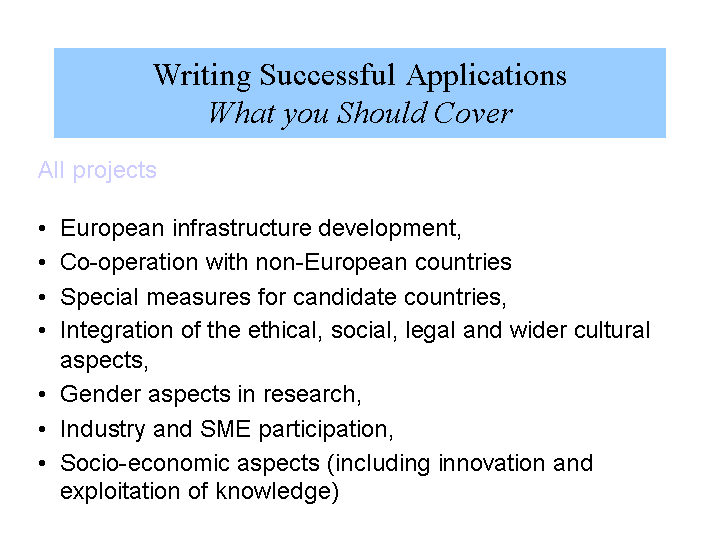 Writing Successful Applications
What you Should Cover
All projects
• European infrastructure development,
• Co-operation with non-European countries
• Special measures for candidate countries,
• Integration of the ethical, social, legal and wider cultural
aspects,
• Gender aspects in research,
• Industry and SME participation,
• Socio-economic aspects (including innovation and
exploitation of knowledge)